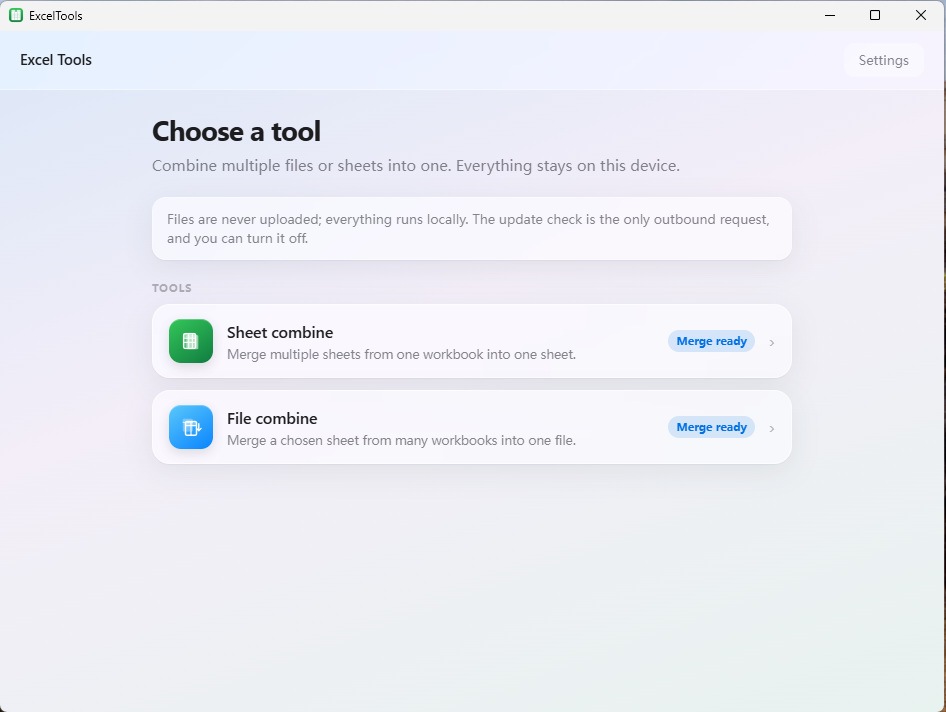 ExcelTools
Excel Tools
Settings
Choose a tool
Combine multiple files or sheets into one. Everything stays on this device.
Files are never uploaded; everything runs locally. The update check is the only outbound request,
and you can turn it off.
TOOLS
Sheet combine
Merge multiple sheets from one workbook into one sheet.
Merge ready
File combine
Merge a chosen sheet from many workbooks into one file.
Merge ready